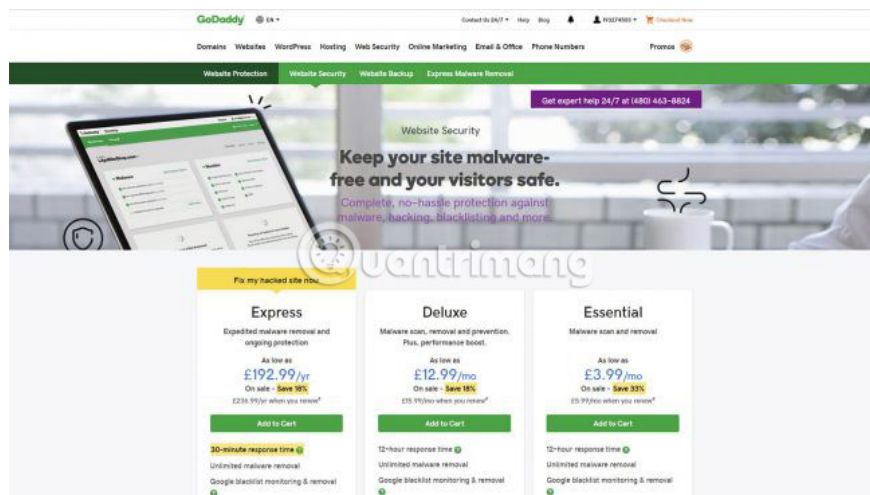 GoDaddy EN Contact Us 24/7 Help Blog Checkout Now
Domains Websites WordPress Hosting Web Security Online Marketing Email & Office Phone Numbers Promos
Website Protection Website Security Website Backup Express Malware Removal
Get expert help 24/7 at (480) 463-8824
Website Security
Keep your site malware-
free and your visitors safe.
Complete, no-hassle protection against
malware, hacking, blacklisting and more.
Quantrimang
Fix my hacked site now
Express
Expedited malware removal and
ongoing protection
As low as
£192.99/yr
On sale - Save 18%
£236.99/yr when you renew⁴
Add to Cart
30-minute response time
Unlimited malware removal
Google blacklist monitoring & removal
Deluxe
Malware scan, removal and prevention.
Plus, performance boost.
As low as
£12.99/mo
On sale - Save 18%
£15.99/mo when you renew⁴
Add to Cart
12-hour response time
Unlimited malware removal
Google blacklist monitoring & removal
Essential
Malware scan and removal
As low as
£3.99/mo
On sale - Save 33%
£5.99/mo when you renew⁴
Add to Cart
12-hour response time
Unlimited malware removal
Google blacklist monitoring & removal